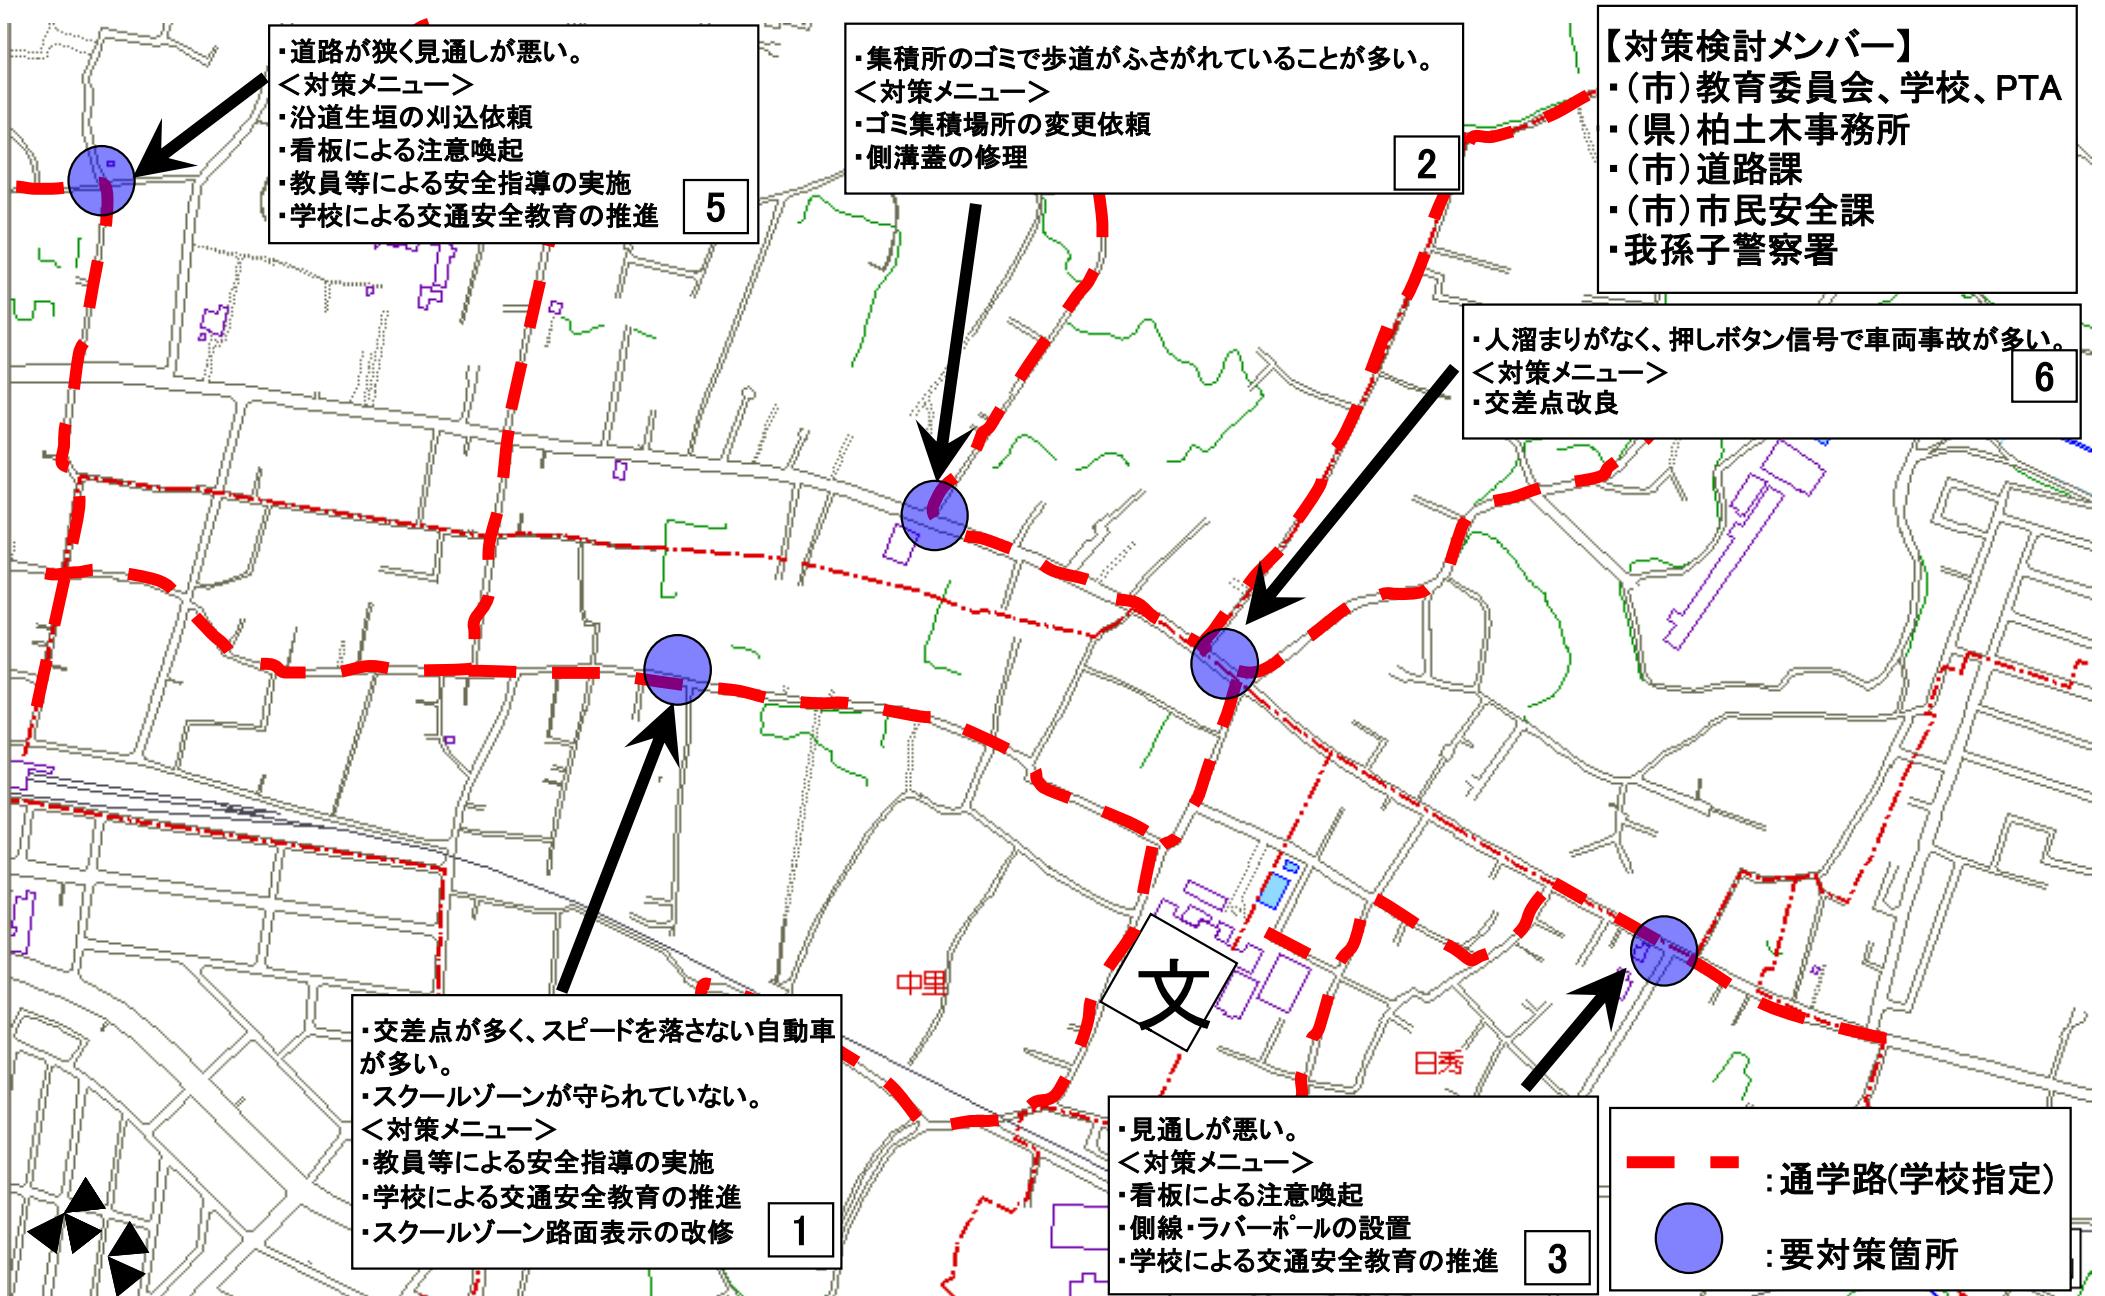 ・道路が狭く見通しが悪い。
＜対策メニュー＞
・沿道生垣の刈込依頼
・看板による注意喚起
・教員等による安全指導の実施
・学校による交通安全教育の推進
5
・集積所のゴミで歩道がふさがれていることが多い。
＜対策メニュー＞
・ゴミ集積場所の変更依頼
・側溝蓋の修理
2
【対策検討メンバー】
・（市）教育委員会、学校、PTA
・（県）柏土木事務所
・（市）道路課
・（市）市民安全課
・我孫子警察署
・人溜まりがなく、押しボタン信号で車両事故が多い。
＜対策メニュー＞
・交差点改良
6
中里
文
日秀
・交差点が多く、スピードを落さない自動車
が多い。
・スクールゾーンが守られていない。
＜対策メニュー＞
・教員等による安全指導の実施
・学校による交通安全教育の推進
・スクールゾーン路面表示の改修
1
・見通しが悪い。
＜対策メニュー＞
・看板による注意喚起
・側線・ラバーポールの設置
・学校による交通安全教育の推進
3
：通学路(学校指定)
：要対策箇所